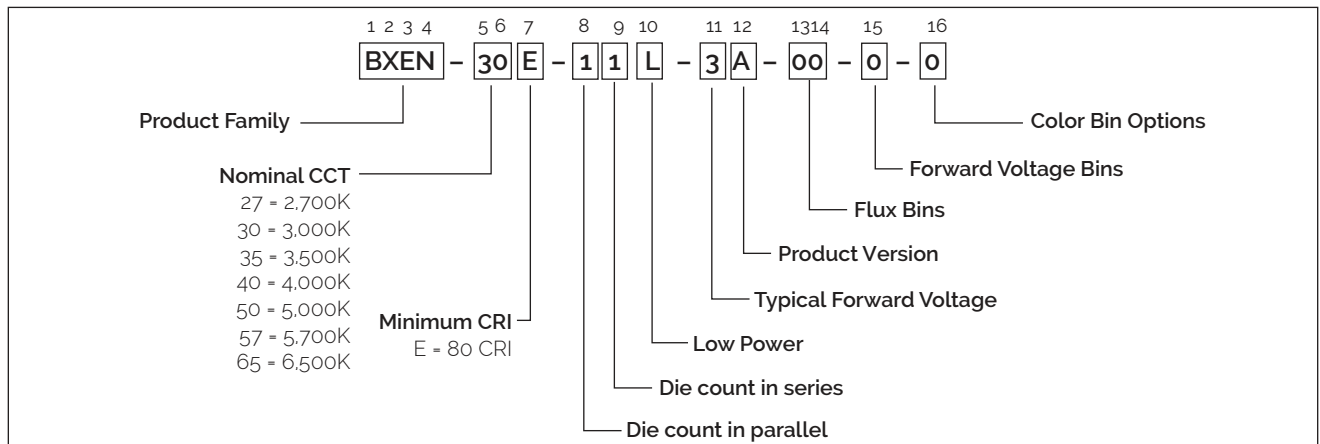 1 2 3 4 5 6 7 8 9 10 11 12 1314 15 16
BXEN – 30 E – 1 1 L – 3 A – 00 – 0 – 0
Product Family
Color Bin Options
Nominal CCT
27 = 2,700K
30 = 3,000K
35 = 3,500K
40 = 4,000K
50 = 5,000K
57 = 5,700K
65 = 6,500K
Minimum CRI
E = 80 CRI
Forward Voltage Bins
Flux Bins
Product Version
Typical Forward Voltage
Low Power
Die count in series
Die count in parallel